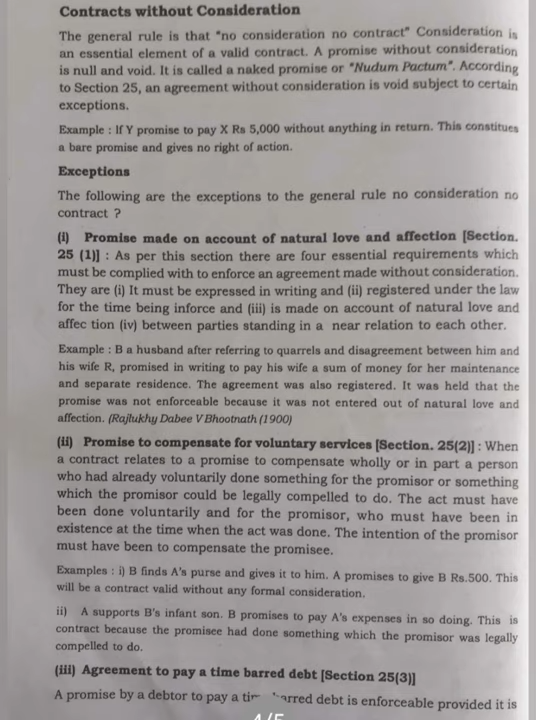 Contracts without Consideration
The general rule is that "no consideration no contract" Consideration is
an essential element of a valid contract. A promise without consideration
is null and void. It is called a naked promise or "Nudum Pactum". According
to Section 25, an agreement without consideration is void subject to certain
exceptions.
Example : If Y promise to pay X Rs 5,000 without anything in return. This constitues
a bare promise and gives no right of action.
Exceptions
The following are the exceptions to the general rule no consideration no
contract ?
(i) Promise made on account of natural love and affection [Section.
25 (1)] : As per this section there are four essential requirements which
must be complied with to enforce an agreement made without consideration.
They are (i) It must be expressed in writing and (ii) registered under the law
for the time being inforce and (iii) is made on account of natural love and
affec tion (iv) between parties standing in a near relation to each other.
Example : B a husband after referring to quarrels and disagreement between him and
his wife R, promised in writing to pay his wife a sum of money for her maintenance
and separate residence. The agreement was also registered. It was held that the
promise was not enforceable because it was not entered out of natural love and
affection. (Rajlukhy Dabee V Bhootnath (1900)
(ii) Promise to compensate for voluntary services [Section. 25(2)] : When
a contract relates to a promise to compensate wholly or in part a person
who had already voluntarily done something for the promisor or something
which the promisor could be legally compelled to do. The act must have
been done voluntarily and for the promisor, who must have been in
existence at the time when the act was done. The intention of the promisor
must have been to compensate the promisee.
Examples : i) B finds A's purse and gives it to him. A promises to give B Rs.500. This
will be a contract valid without any formal consideration.
ii) A supports B's infant son. B promises to pay A's expenses in so doing. This is
contract because the promisee had done something which the promisor was legally
compelled to do.
(iii) Agreement to pay a time barred debt [Section 25(3)]
A promise by a debtor to pay a debt is enforceable provided it is